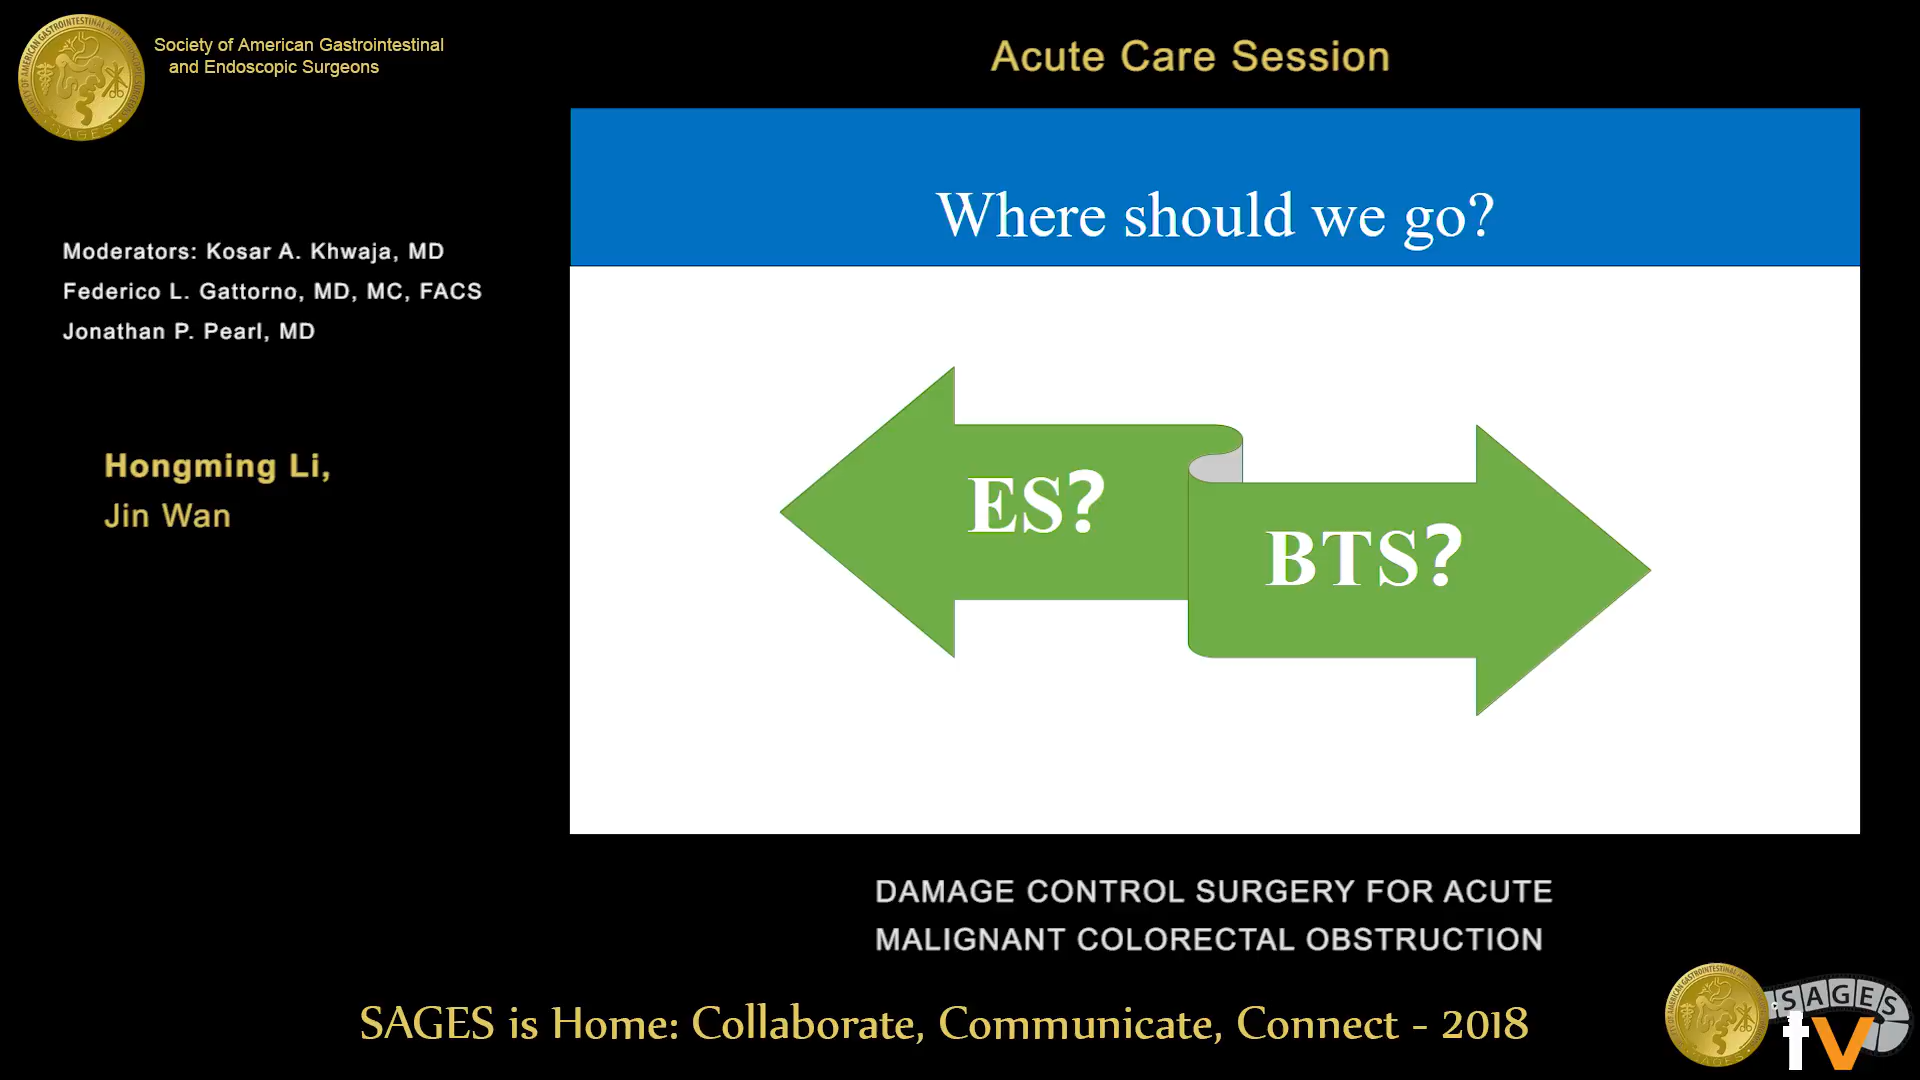 Society of American Gastrointestinal
and Endoscopic Surgeons
Acute Care Session
Moderators: Kosar A. Khwaja, MD
Federico L. Gattorno, MD, MC, FACS
Jonathan P. Pearl, MD
Hongming Li,
Jin Wan
Where should we go?
ES?
BTS?
DAMAGE CONTROL SURGERY FOR ACUTE
MALIGNANT COLORECTAL OBSTRUCTION
SAGES is Home: Collaborate, Communicate, Connect - 2018
SAGES
tv